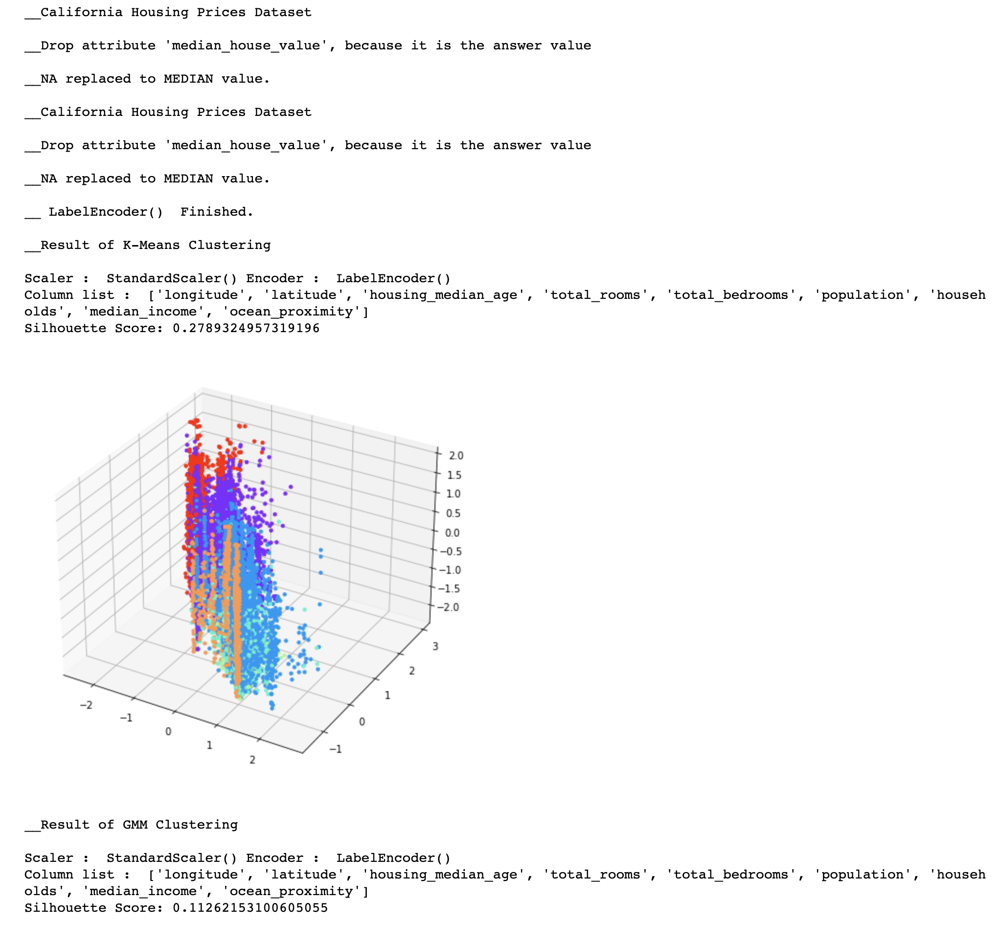 __California Housing Prices Dataset
__Drop attribute 'median_house_value', because it is the answer value
__NA replaced to MEDIAN value.
__California Housing Prices Dataset
__Drop attribute 'median_house_value', because it is the answer value
__NA replaced to MEDIAN value.
__ LabelEncoder()  Finished.
__Result of K-Means Clustering
Scaler :  StandardScaler() Encoder :  LabelEncoder()
Column list :  ['longitude', 'latitude', 'housing_median_age', 'total_rooms', 'total_bedrooms', 'population', 'househ
olds', 'median_income', 'ocean_proximity']
Silhouette Score: 0.2789324957319196
2.0
1.5
1.0
0.5
0.0
−0.5
−1.0
−1.5
−2.0
3
2
1
0
−1
−2
−1
0
1
2
__Result of GMM Clustering
Scaler :  StandardScaler() Encoder :  LabelEncoder()
Column list :  ['longitude', 'latitude', 'housing_median_age', 'total_rooms', 'total_bedrooms', 'population', 'househ
olds', 'median_income', 'ocean_proximity']
Silhouette Score: 0.11262153100605055